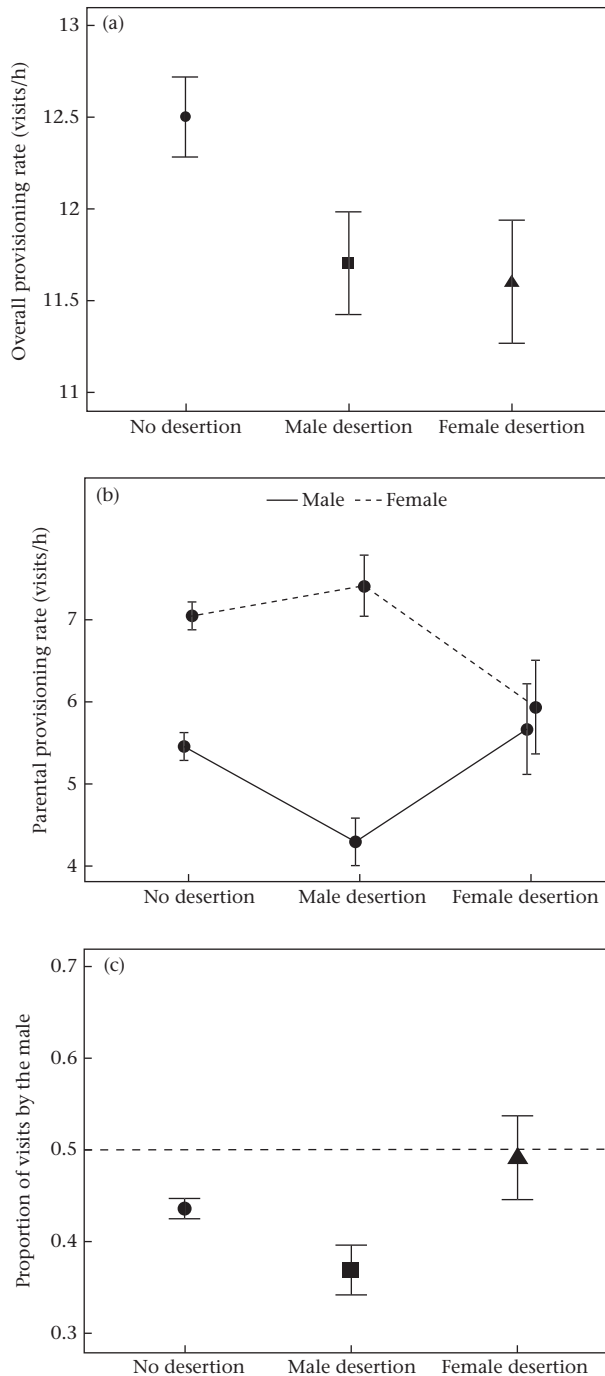 (a)
Overall provisioning rate (visits/h)
13
12.5
12
11.5
11
No desertion Male desertion Female desertion
(b)
Male Female
Parental provisioning rate (visits/h)
7
6
5
4
No desertion Male desertion Female desertion
(c)
Proportion of visits by the male
0.7
0.6
0.5
0.4
0.3
No desertion Male desertion Female desertion